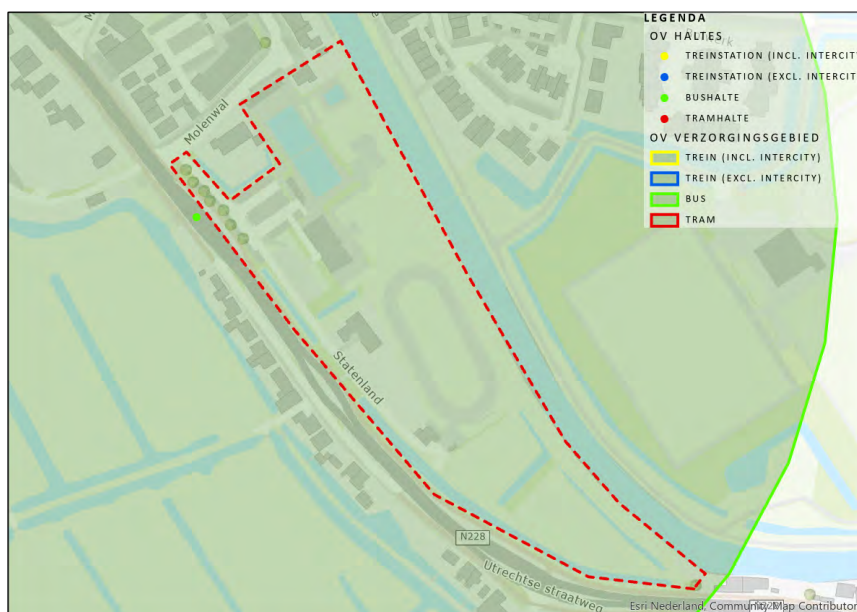 LEGENDA
OV HALTES
TREINSTATION (INCL. INTERCIT
TREINSTATION (EXCL. INTERCIT
BUSHALTE
TRAMHALTE
OV VERZORGINGSGEBIED
TREIN (INCL. INTERCITY)
TREIN (EXCL. INTERCITY)
BUS
TRAM
Molenwal
Statenland
N228
Utrechtse straatweg
Esri Nederland, Community Map Contributor